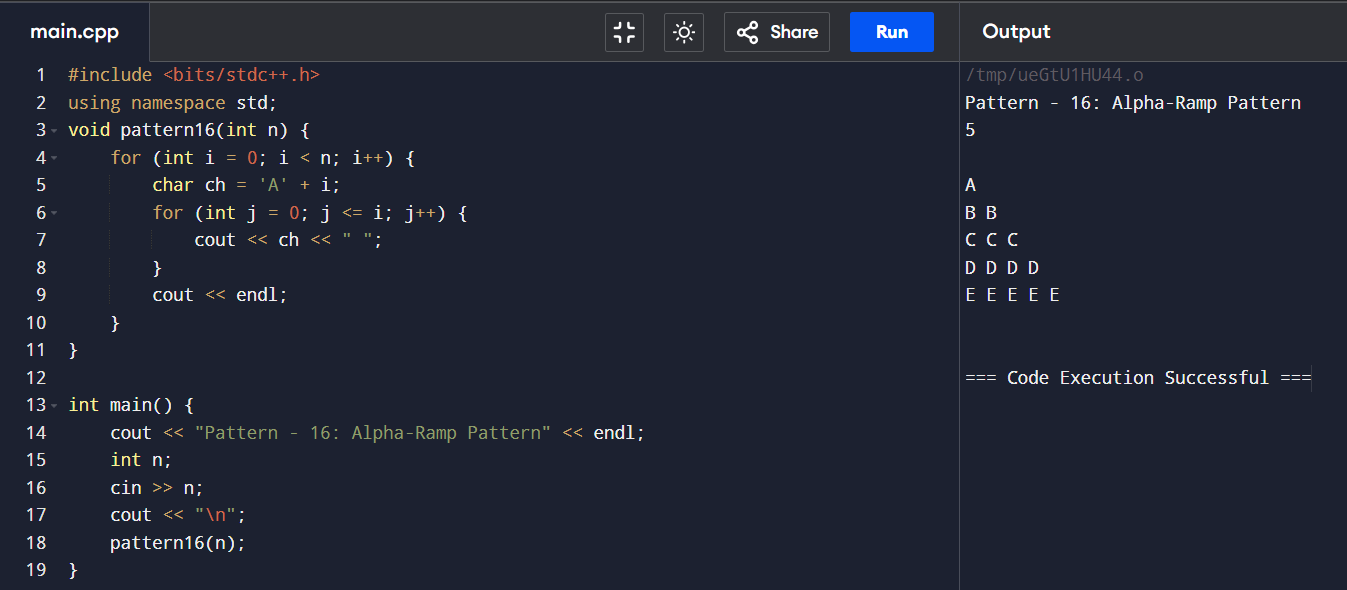 main.cpp
Share
Run
Output
1 #include <bits/stdc++.h>
2 using namespace std;
3 void pattern16(int n) {
4     for (int i = 0; i < n; i++) {
5         char ch = 'A' + i;
6         for (int j = 0; j <= i; j++) {
7             cout << ch << " ";
8         }
9         cout << endl;
10     }
11 }
12
13 int main() {
14     cout << "Pattern - 16: Alpha-Ramp Pattern" << endl;
15     int n;
16     cin >> n;
17     cout << "\n";
18     pattern16(n);
19 }
/tmp/ueGtU1HU44.o
Pattern - 16: Alpha-Ramp Pattern
5
A
B B
C C C
D D D D
E E E E E
=== Code Execution Successful ===